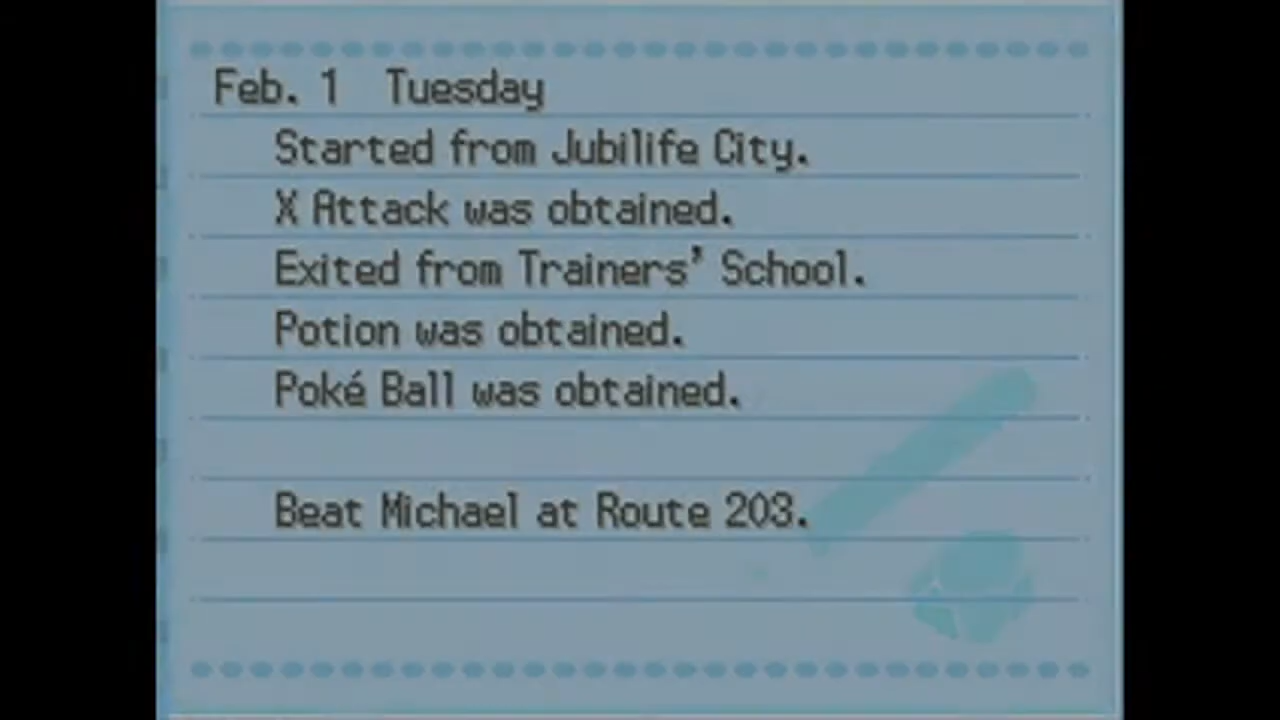 Feb. 1 Tuesday
Started from Jubilife City.
X Attack was obtained.
Exited from Trainers' School.
Potion was obtained.
Poké Ball was obtained.
Beat Michael at Route 203.